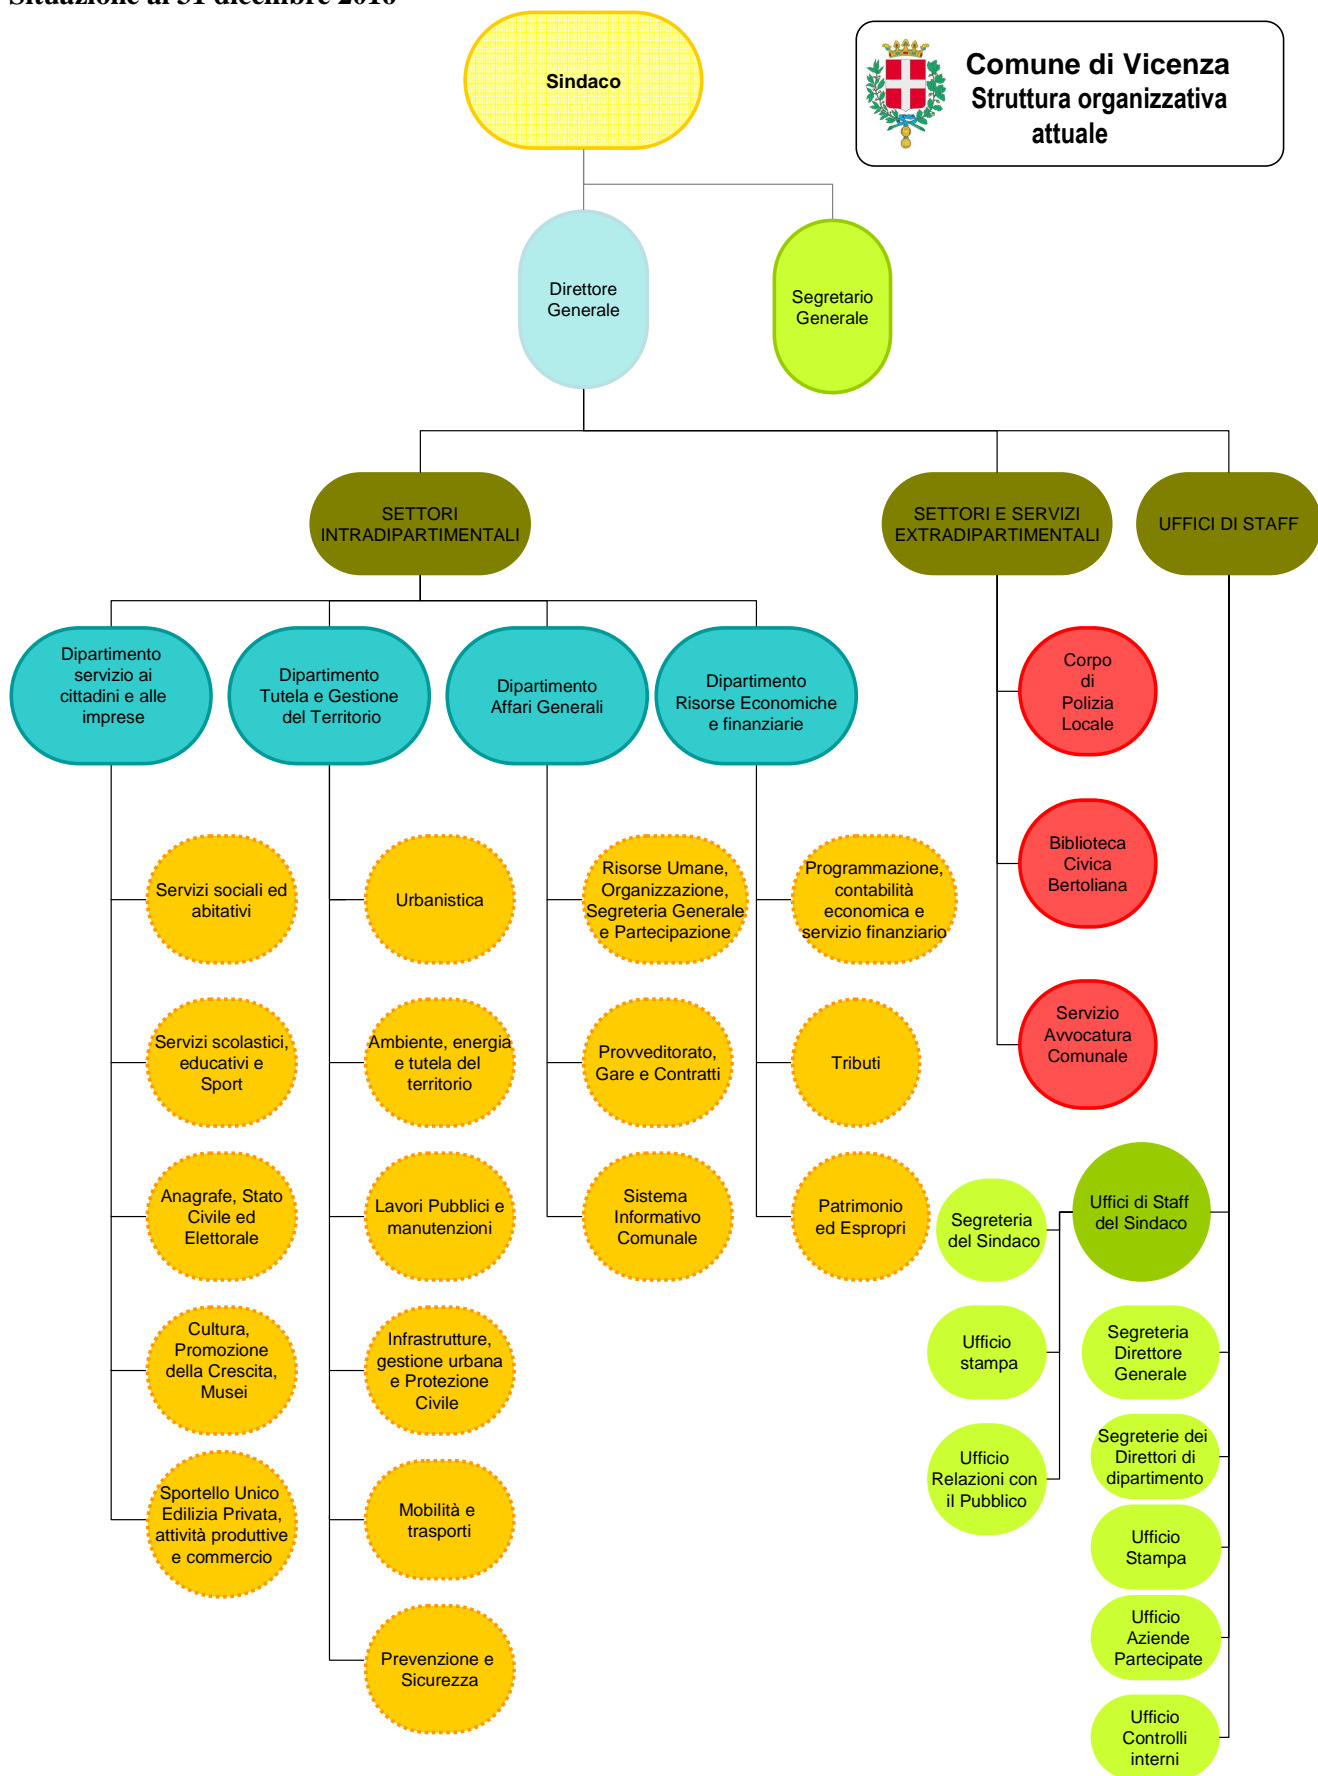 Situazione al 31 dicembre 2016
Sindaco
Comune di Vicenza
Struttura organizzativa
attuale
Direttore
Generale
Segretario
Generale
SETTORI
INTRADIPARTIMENTALI
SETTORI E SERVIZI
EXTRADIPARTIMENTALI
UFFICI DI STAFF
Dipartimento
servizio ai
cittadini e alle
imprese
Dipartimento
Tutela e Gestione
del Territorio
Dipartimento
Affari Generali
Dipartimento
Risorse Economiche
e finanziarie
Servizi sociali ed
abitativi
Servizi scolastici,
educativi e
Sport
Anagrafe, Stato
Civile ed
Elettorale
Cultura,
Promozione
della Crescita,
Musei
Sportello Unico
Edilizia Privata,
attività produttive
e commercio
Urbanistica
Ambiente, energia
e tutela del
territorio
Lavori Pubblici e
manutenzioni
Infrastrutture,
gestione urbana
e Protezione
Civile
Mobilità e
trasporti
Prevenzione e
Sicurezza
Risorse Umane,
Organizzazione,
Segreteria Generale
e Partecipazione
Provveditorato,
Gare e Contratti
Sistema
Informativo
Comunale
Programmazione,
contabilità
economica e
servizio finanziario
Tributi
Patrimonio
ed Espropri
Corpo
di
Polizia
Locale
Biblioteca
Civica
Bertoliana
Servizio
Avvocatura
Comunale
Uffici di Staff
del Sindaco
Segreteria
del Sindaco
Ufficio
stampa
Ufficio
Relazioni con
il Pubblico
Segreteria
Direttore
Generale
Segreterie dei
Direttori di
dipartimento
Ufficio
Stampa
Ufficio
Aziende
Partecipate
Ufficio
Controlli
interni